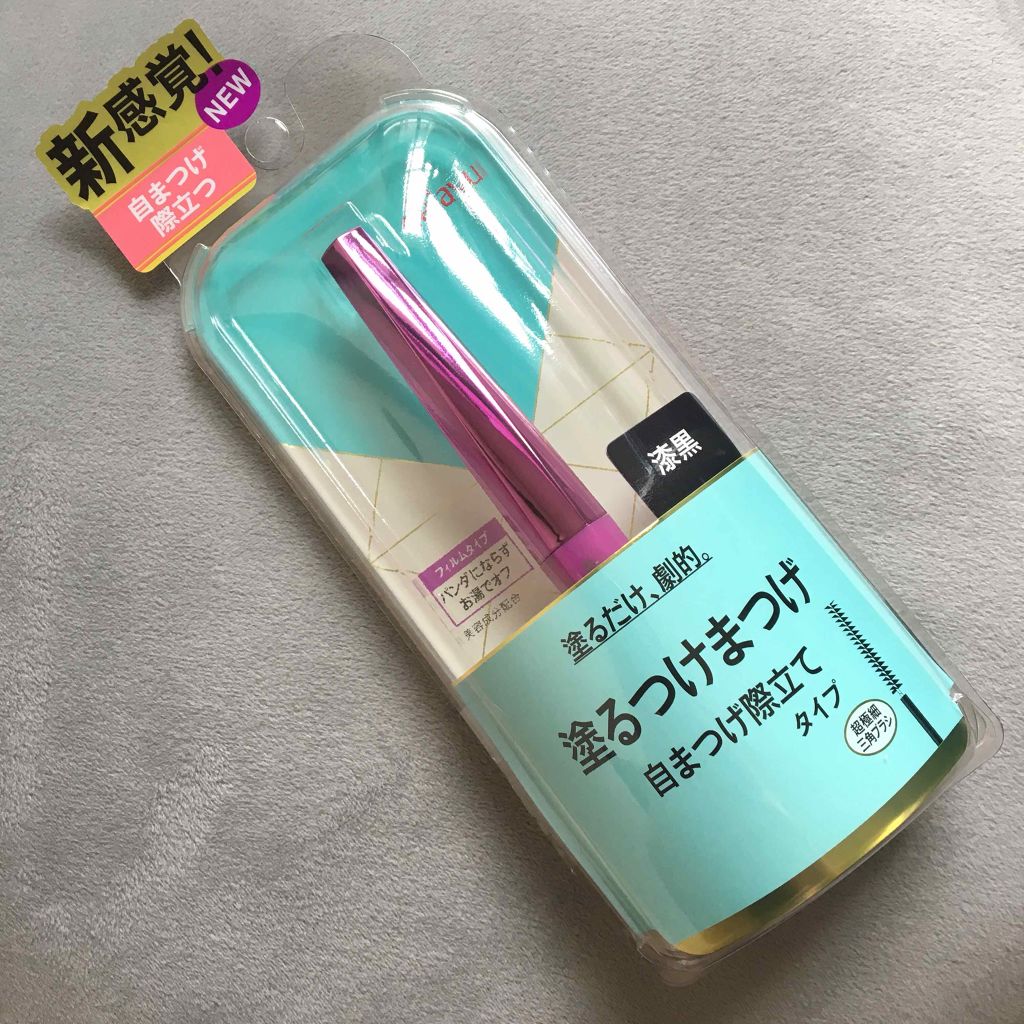 新感覚!
NEW
自まつげ
際立つ
漆黒
フィルムタイプ
パンダにならず
お湯でオフ
美容成分配合
塗るだけ、劇的。
塗るつけまつげ
自まつげ際立て
タイプ
超極細
三角ブラシ